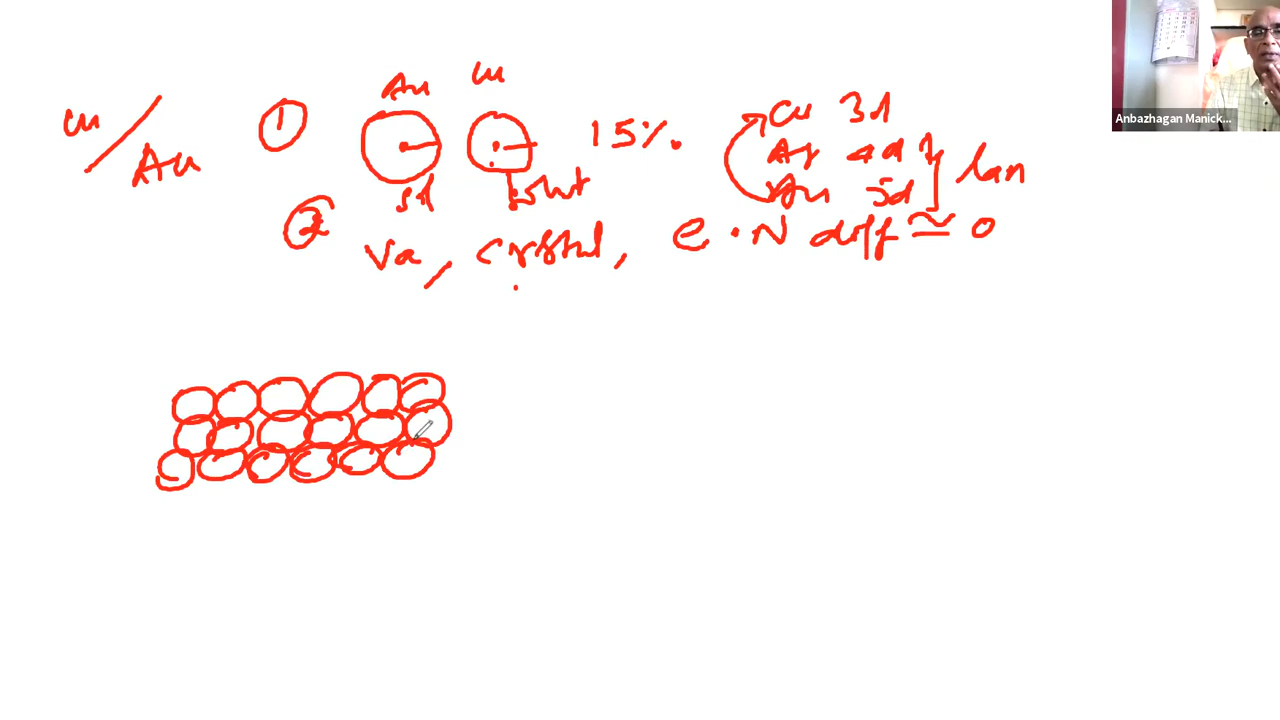 Au Cu
Cu / Au ① 15%.
Cu 3d
Ag 4d
Au 5d
Lan
②
Va, Crystal, e.N diff ≅ 0
Anbazhagan Manick...